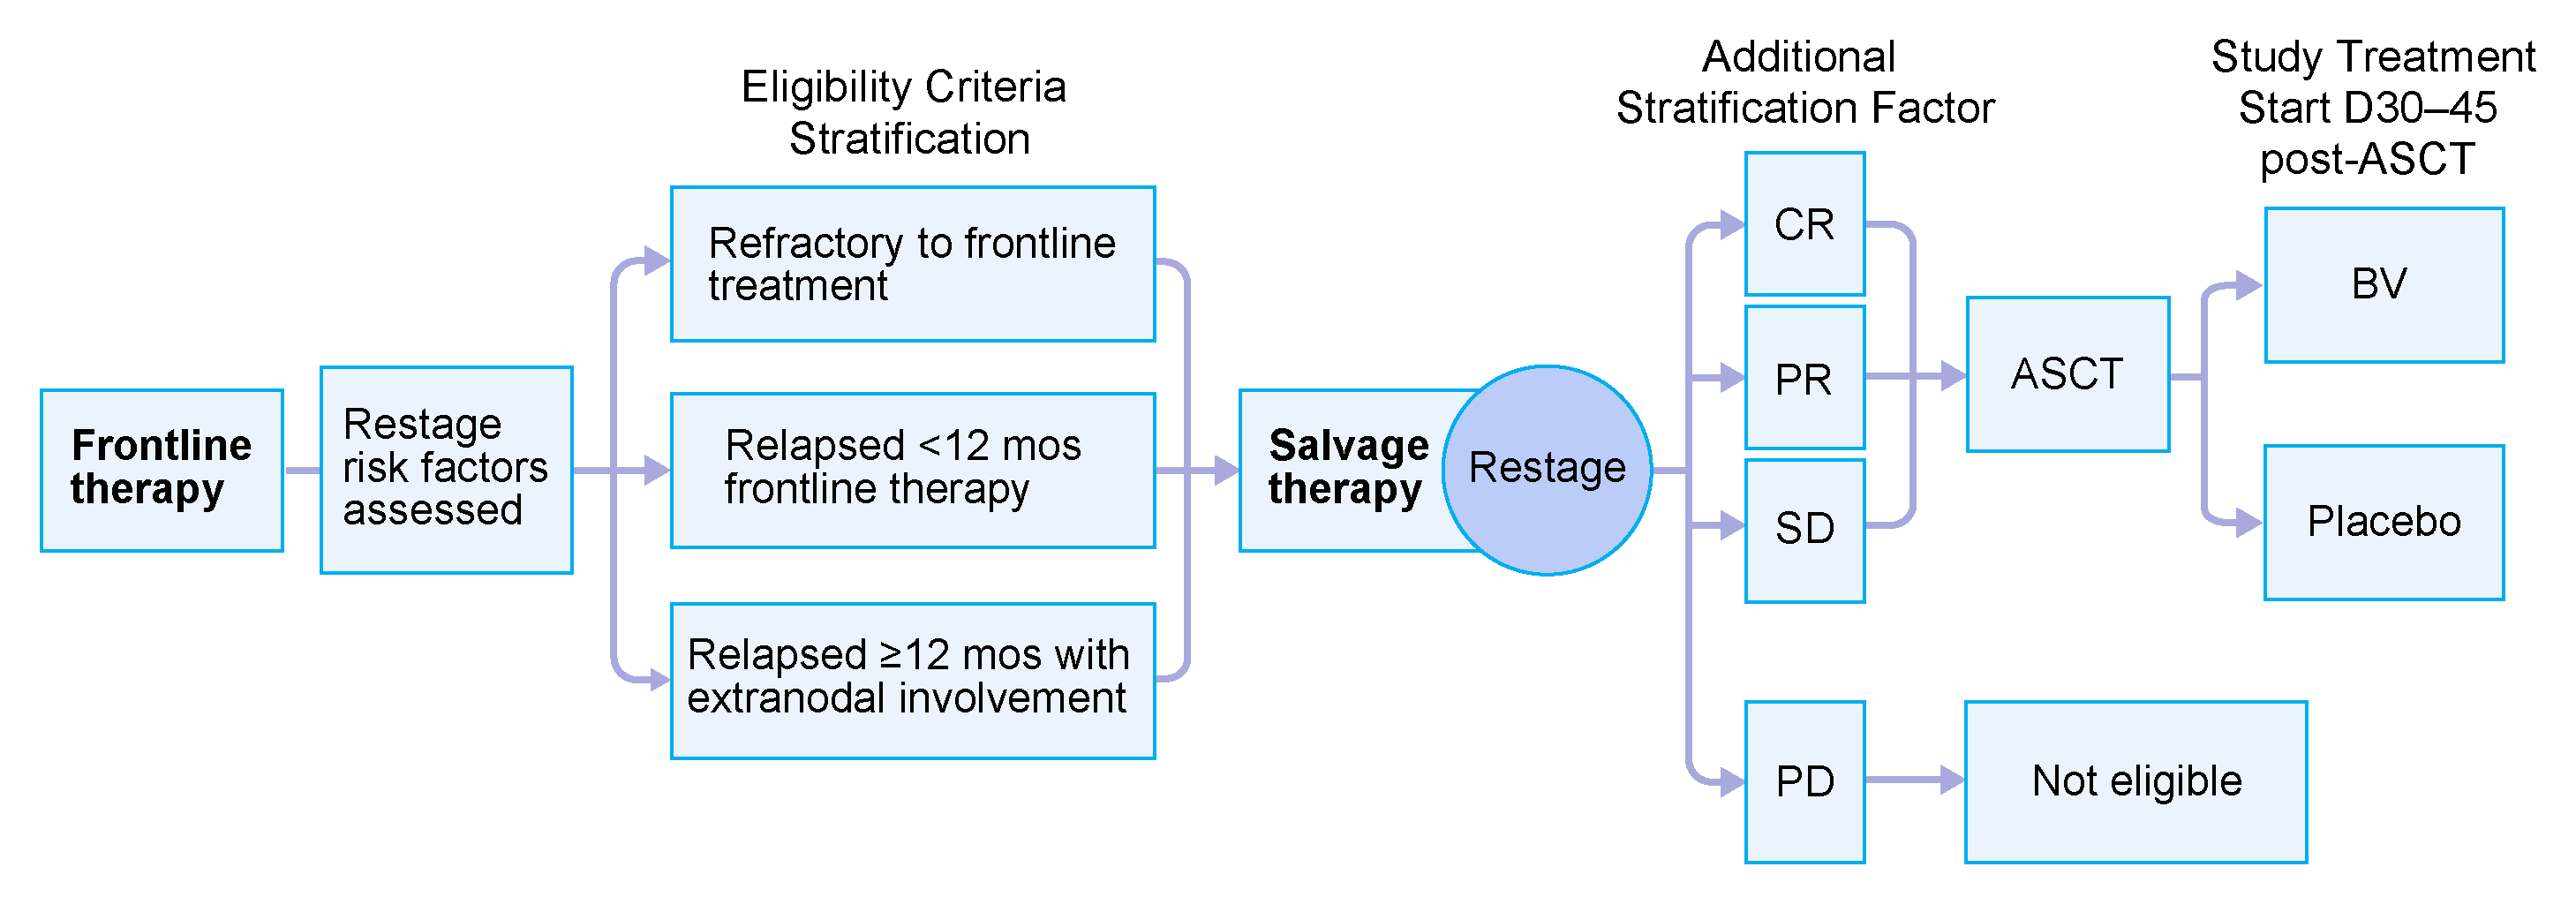 Eligibility Criteria
Stratification
Additional
Stratification Factor
Study Treatment
Start D30–45
post-ASCT
Frontline
therapy
Restage
risk factors
assessed
Refractory to frontline
treatment
Relapsed <12 mos
frontline therapy
Relapsed ≥12 mos with
extranodal involvement
Salvage
therapy
Restage
CR
PR
SD
PD
ASCT
Not eligible
BV
Placebo